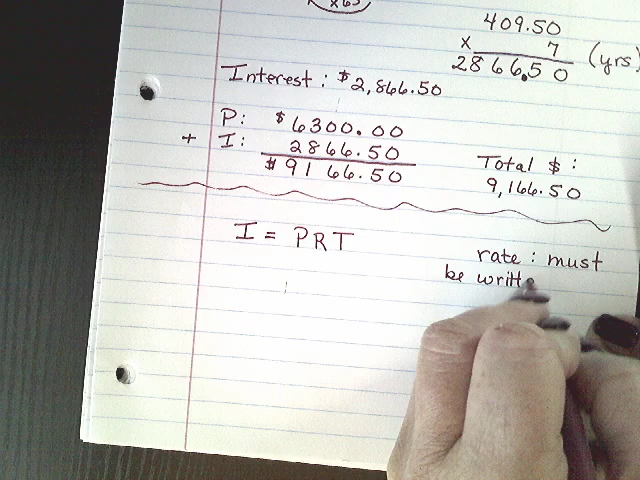 409.50
x 7 (yrs)
2866.50
Interest: $2,866.50
P: $6300.00
+ I: 2866.50
$9166.50
Total $:
9,166.50
I = PRT
rate: must
be writte